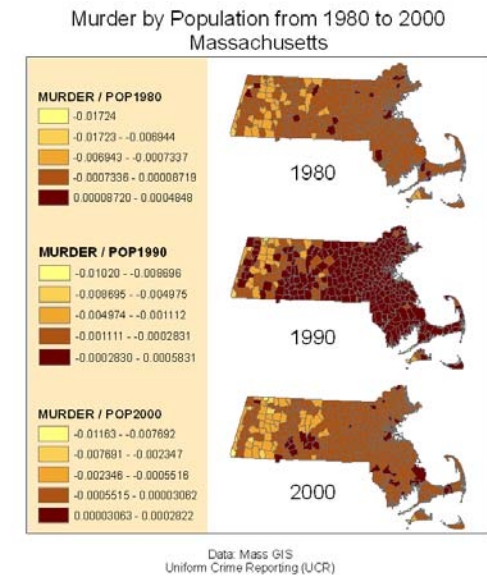 Murder by Population from 1980 to 2000
Massachusetts
MURDER / POP1980
-0.01724
-0.01723 - -0.006944
-0.006943 - -0.0007337
-0.0007336 - 0.00008719
0.00008720 - 0.0004848
1980
MURDER / POP1990
-0.01020 - -0.008696
-0.008695 - -0.004975
-0.004974 - -0.001112
-0.001111 - -0.0002831
-0.0002830 - 0.0005831
1990
MURDER / POP2000
-0.01163 - -0.007692
-0.007691 - -0.002347
-0.002346 - -0.0005516
-0.0005515 - 0.00003062
0.00003063 - 0.0002822
2000
Data: Mass GIS
Uniform Crime Reporting (UCR)